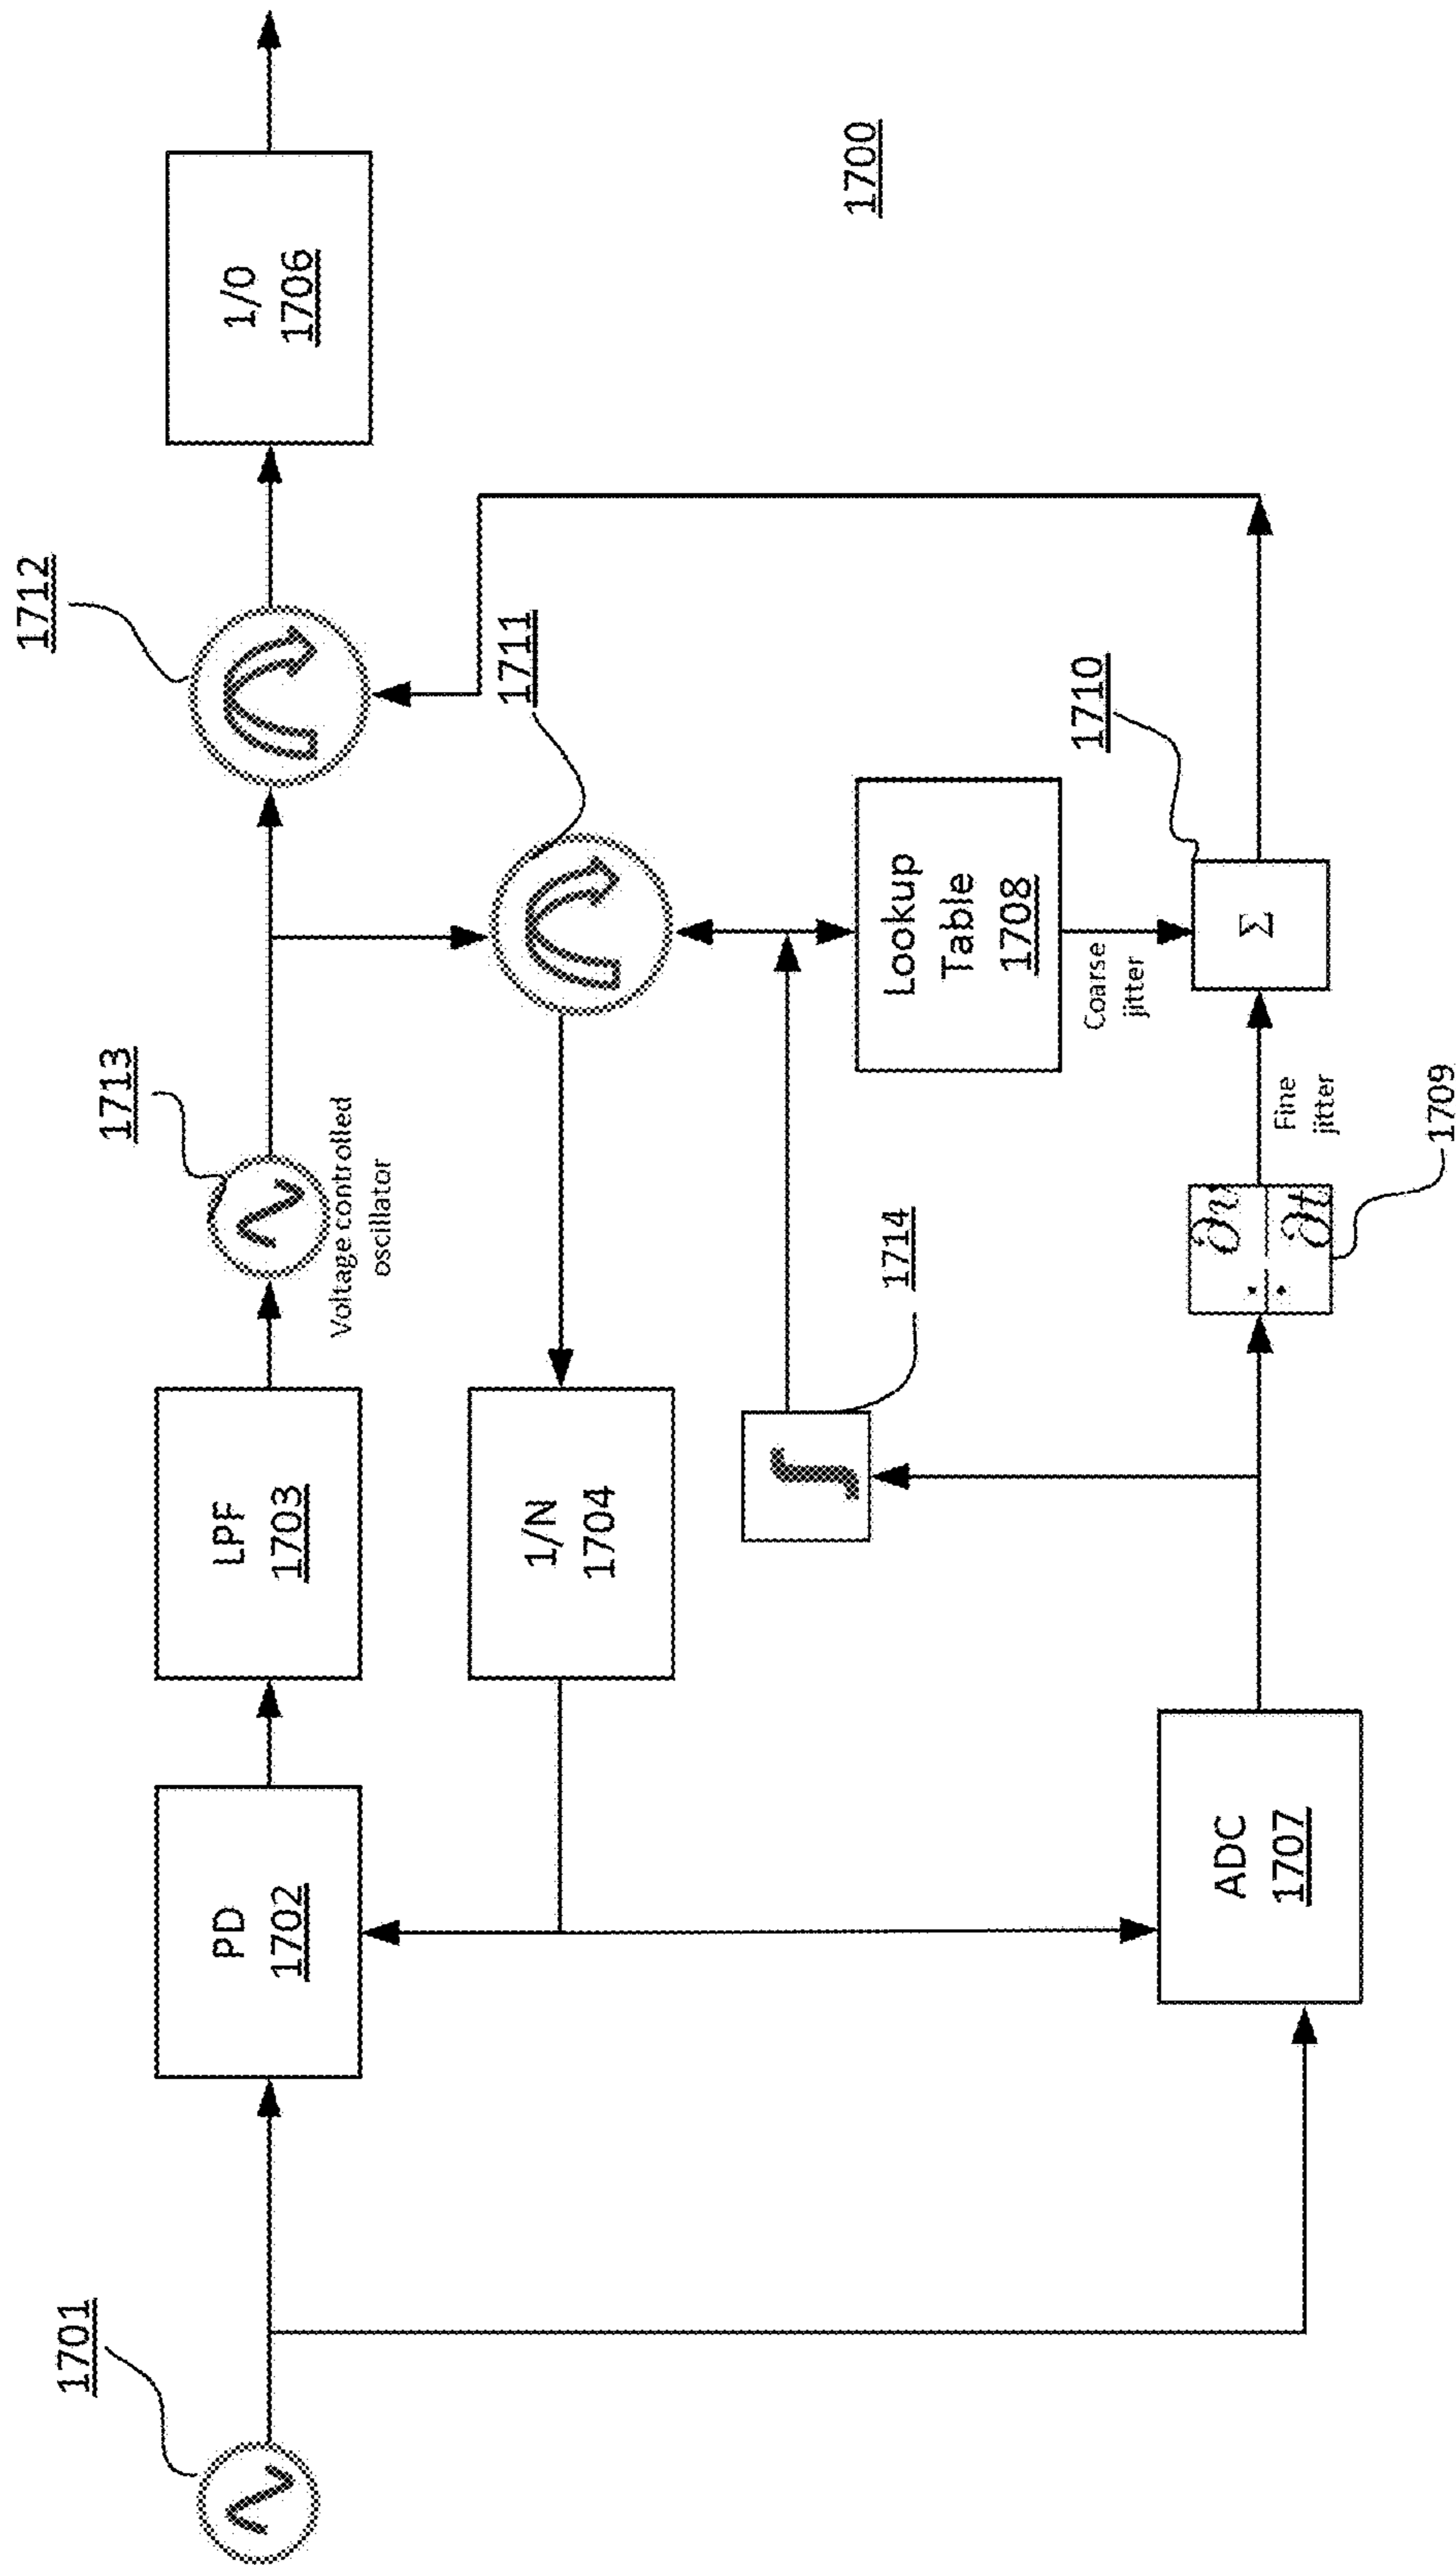 1701
PD
1702
LPF
1703
1713
Voltage controlled
oscillator
1712
1/0
1706
1/N
1704
1711
1714
∫
Lookup
Table
1708
Coarse
jitter
1700
ADC
1707
÷ ∂v
∂t
1709
Fine
jitter
Σ
1710